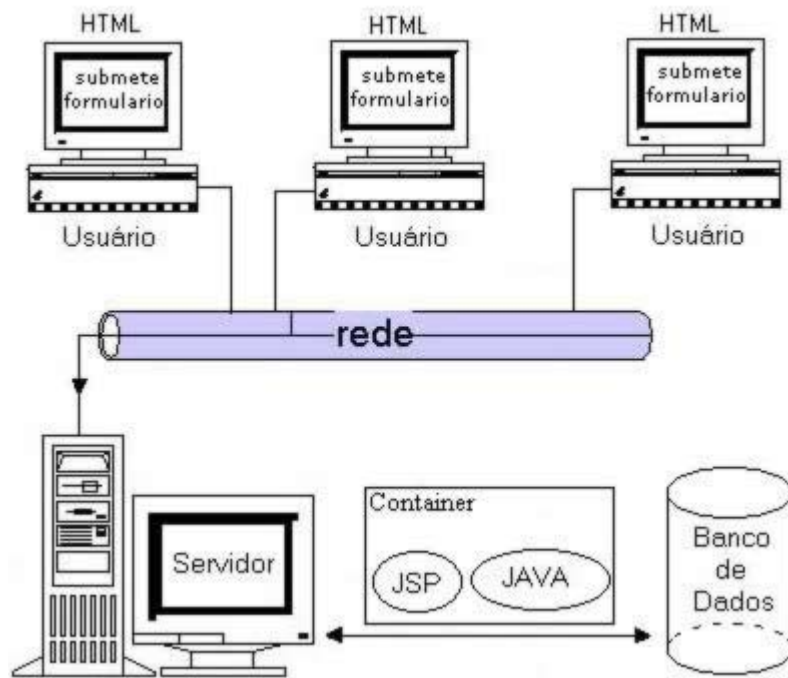 HTML
HTML
HTML
submete
formulario
submete
formulario
submete
formulario
Usuário
Usuário
Usuário
rede
Servidor
Container
JSP
JAVA
Banco
de
Dados